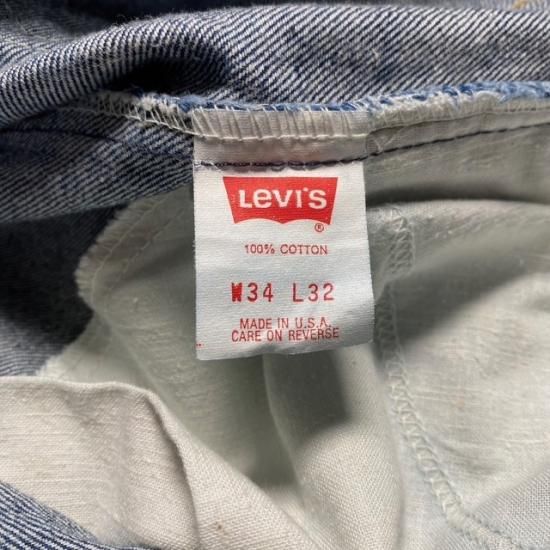 LEVI'S
®
100% COTTON
W34 L32
MADE IN U.S.A.
CARE ON REVERSE